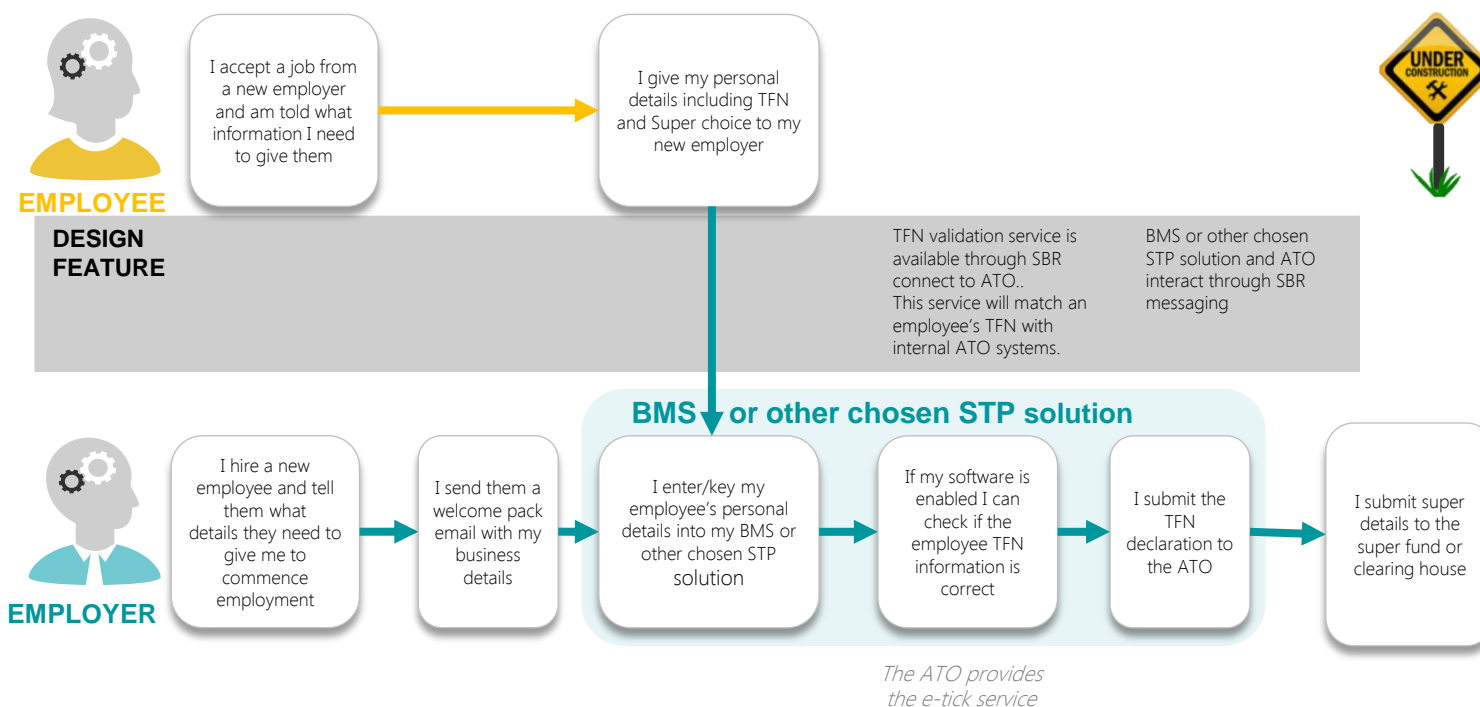 I accept a job from
a new employer
and am told what
information I need
to give them
I give my personal
details including TFN
and Super choice to my
new employer
UNDER
CONSTRUCTION
EMPLOYEE
DESIGN
FEATURE
TFN validation service is
available through SBR
connect to ATO..
This service will match an
employee's TFN with
internal ATO systems.
BMS or other chosen
STP solution and ATO
interact through SBR
messaging
BMS or other chosen STP solution
I hire a new
employee and tell
them what
details they need to
give me to
commence
employment
I send them a
welcome pack
email with my
business
details
I enter/key my
employee's personal
details into my BMS or
other chosen STP
solution
If my software is
enabled I can
check if the
employee TFN
information is
correct
I submit the
TFN
declaration to
the ATO
I submit super
details to the
super fund or
clearing house
EMPLOYER
The ATO provides
the e-tick service